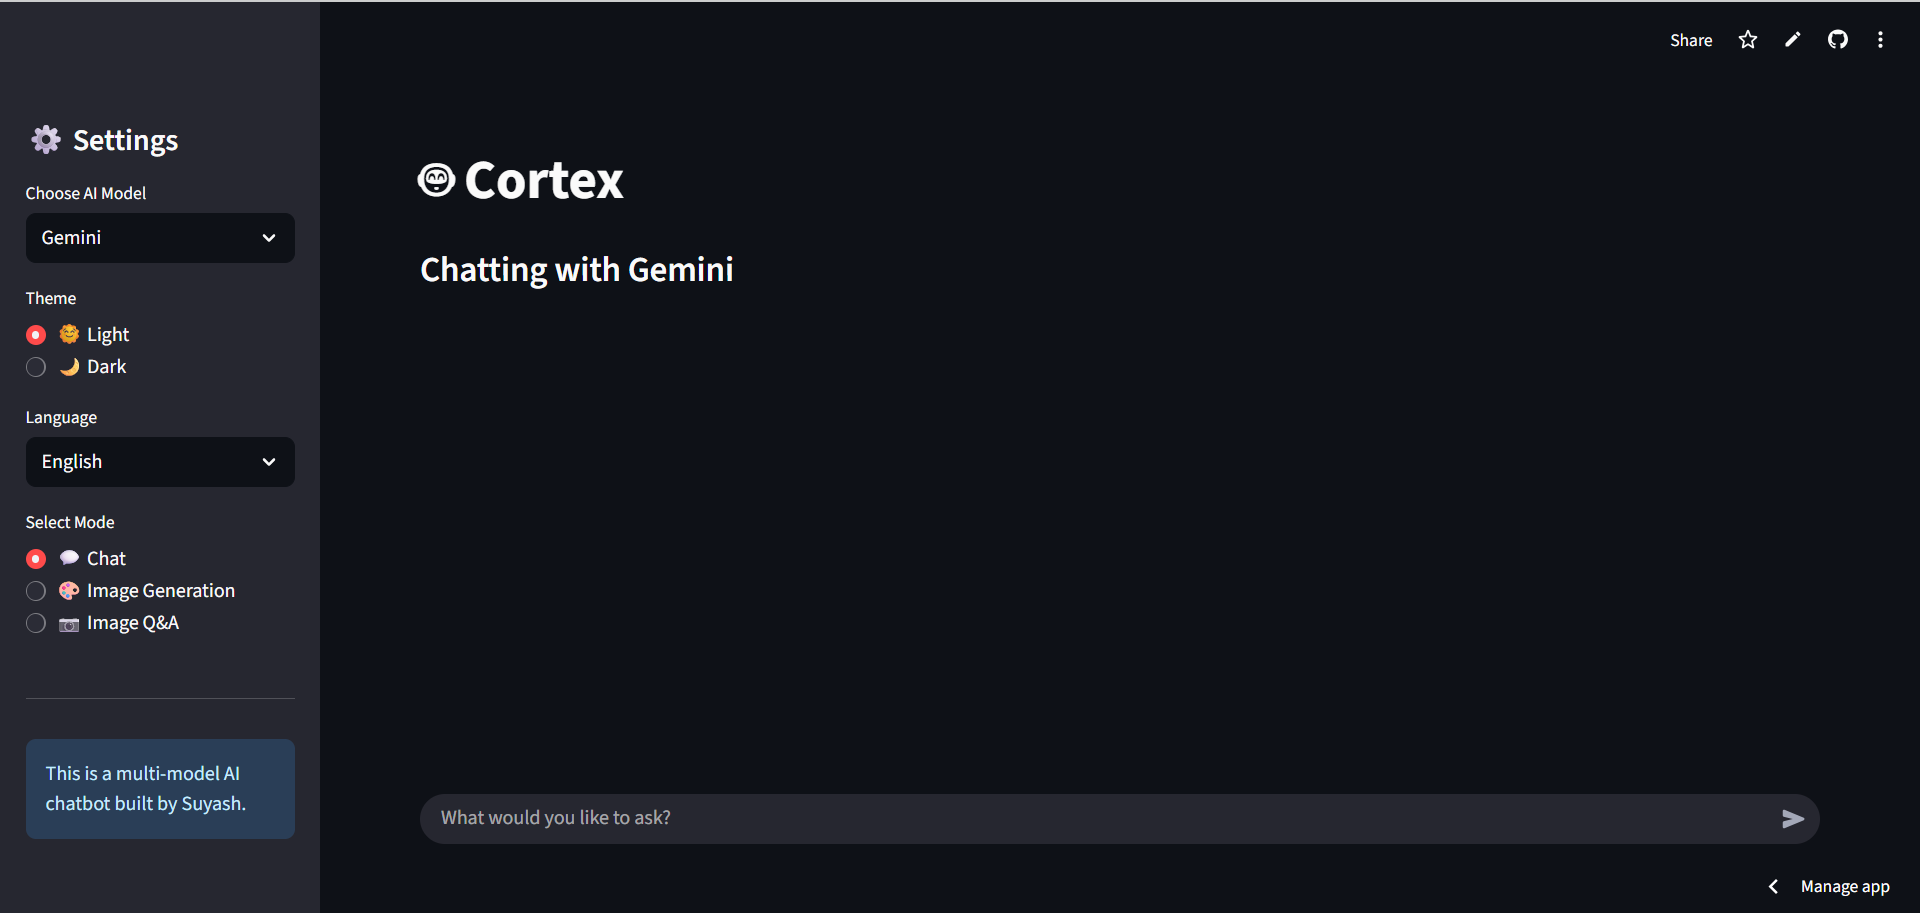 Share
Settings
Choose AI Model
Gemini
Theme
Light
Dark
Language
English
Select Mode
Chat
Image Generation
Image Q&A
This is a multi-model AI
chatbot built by Suyash.
Cortex
Chatting with Gemini
What would you like to ask?
Manage app